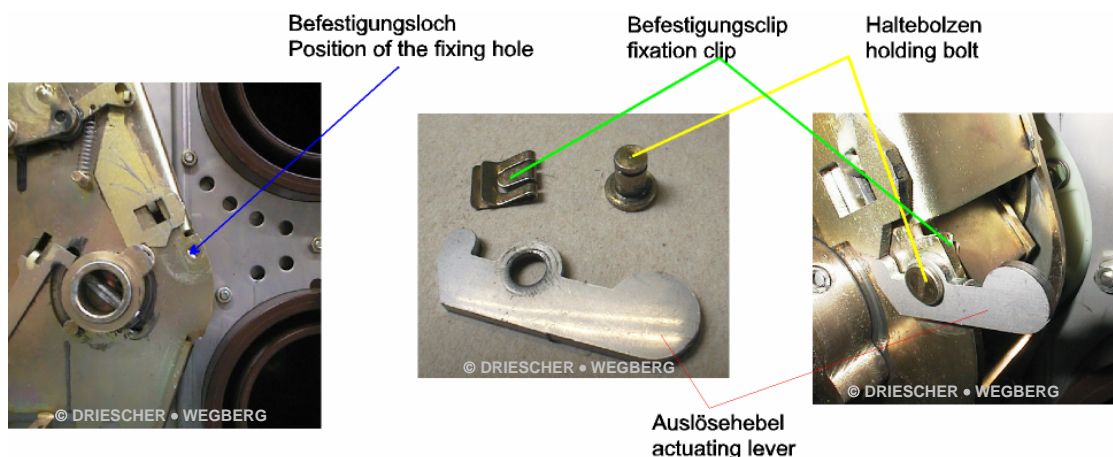 Befestigungsloch
Position of the fixing hole
Befestigungsclip
fixation clip
Haltebolzen
holding bolt
© DRIESCHER ● WEGBERG
© DRIESCHER ● WEGBERG
© DRIESCHER ● WEGBERG
Auslösehebel
actuating lever